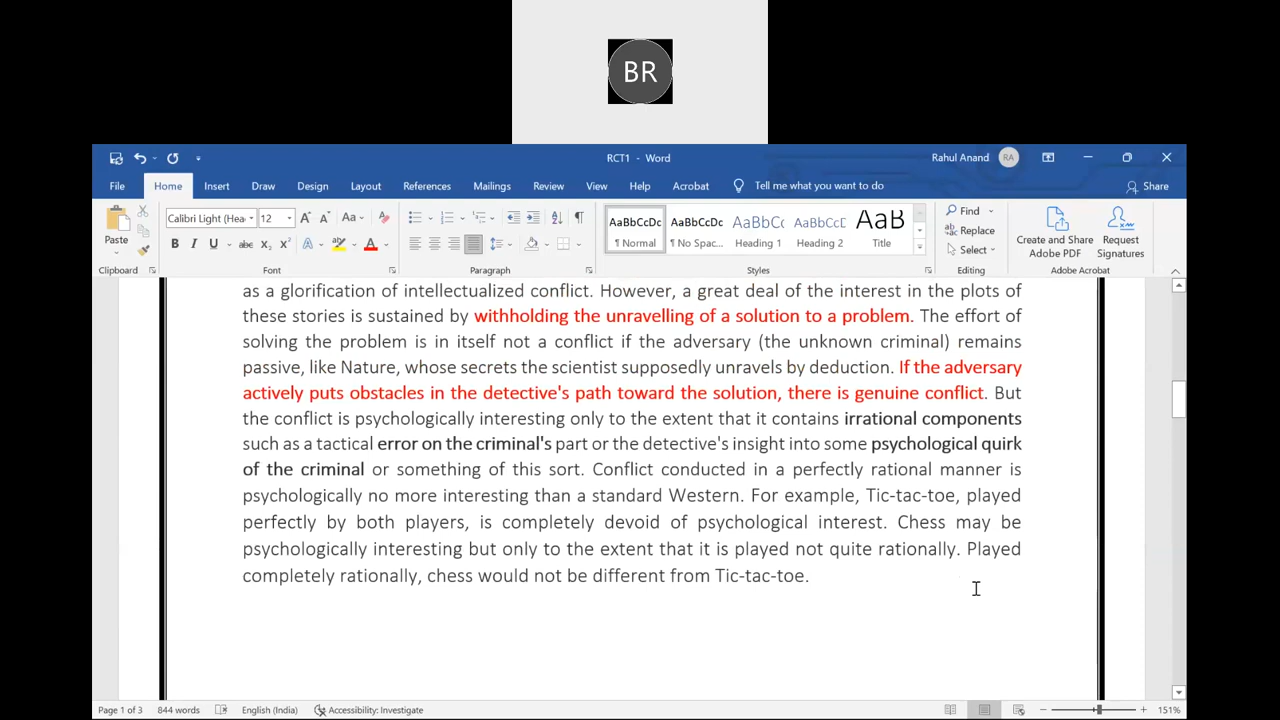 BR
RCT1 - Word
Rahul Anand RA
File Home Insert Draw Design Layout References Mailings Review View Help Acrobat Tell me what you want to do Share
Paste
Clipboard
Calibri Light (Hea 12 A A Aa A
B I U abc X₂ X² A A
Font
Paragraph
AaBbCcDc AaBbCcDc AaBbCc AaBbCcE AaB
¶ Normal ¶ No Spac... Heading 1 Heading 2 Title
Styles
Find
Replace
Select
Editing
Create and Share Adobe PDF
Request Signatures
Adobe Acrobat
as a glorification of intellectualized conflict. However, a great deal of the interest in the plots of
these stories is sustained by withholding the unravelling of a solution to a problem. The effort of
solving the problem is in itself not a conflict if the adversary (the unknown criminal) remains
passive, like Nature, whose secrets the scientist supposedly unravels by deduction. If the adversary
actively puts obstacles in the detective's path toward the solution, there is genuine conflict. But
the conflict is psychologically interesting only to the extent that it contains irrational components
such as a tactical error on the criminal's part or the detective's insight into some psychological quirk
of the criminal or something of this sort. Conflict conducted in a perfectly rational manner is
psychologically no more interesting than a standard Western. For example, Tic-tac-toe, played
perfectly by both players, is completely devoid of psychological interest. Chess may be
psychologically interesting but only to the extent that it is played not quite rationally. Played
completely rationally, chess would not be different from Tic-tac-toe.
Page 1 of 3 844 words English (India) Accessibility: Investigate 151%